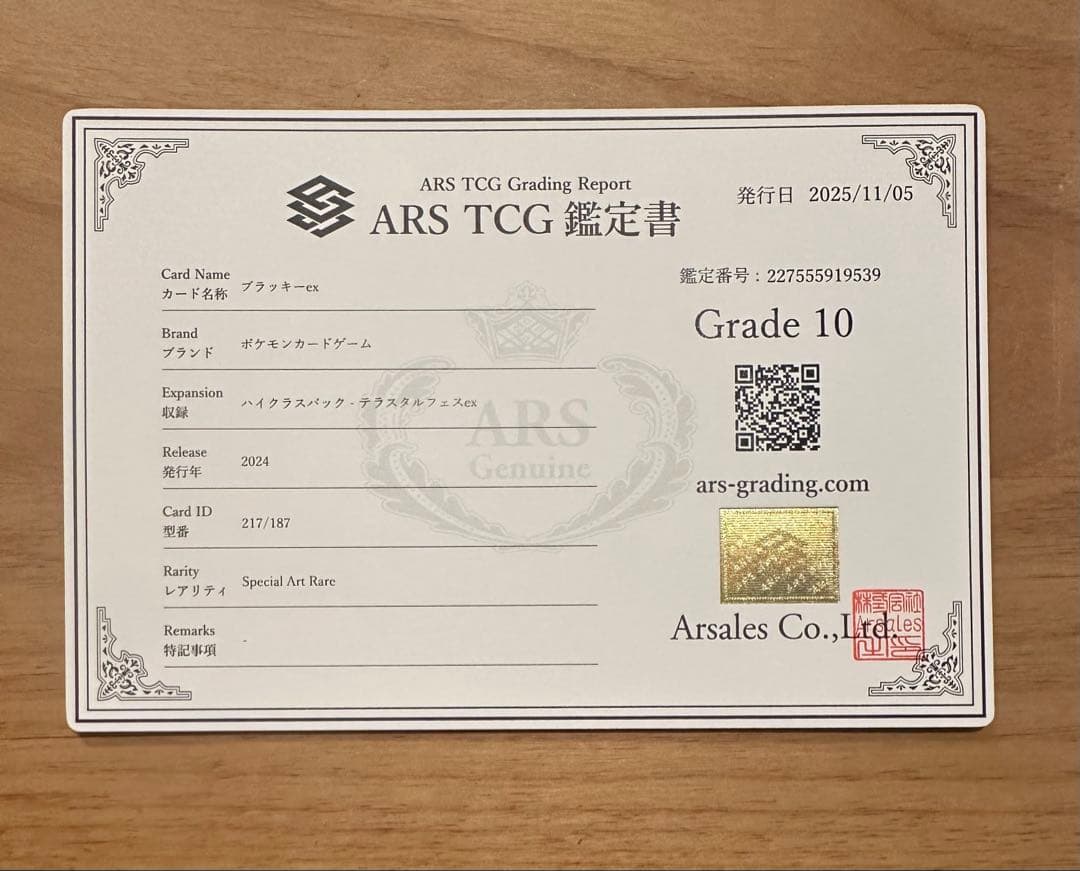 ARS TCG Grading Report
ARS TCG 鑑定書
発行日 2025/11/05
Card Name
カード名称
ブラッキーex
Brand
ブランド
ポケモンカードゲーム
Expansion
収録
ハイクラスパック - テラスタルフェスex
Release
発行年
2024
Card ID
型番
217/187
Rarity
レアリティ
Special Art Rare
Remarks
特記事項
-
ARS
Genuine
鑑定番号 : 227555919539
Grade 10
ars-grading.com
Arsales Co.,Ltd.
株式会社
Arsales